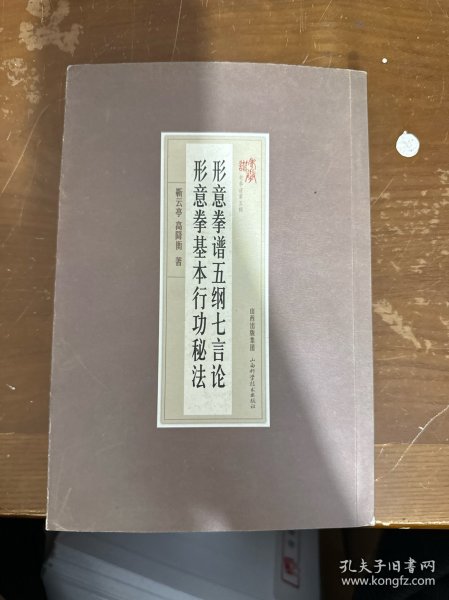 形意拳谱五纲七言论
形意拳基本行功秘法
靳云亭 高降衡 著
山西出版集团
山西科学技术出版社
孔夫子旧书网
www.kongfz.com